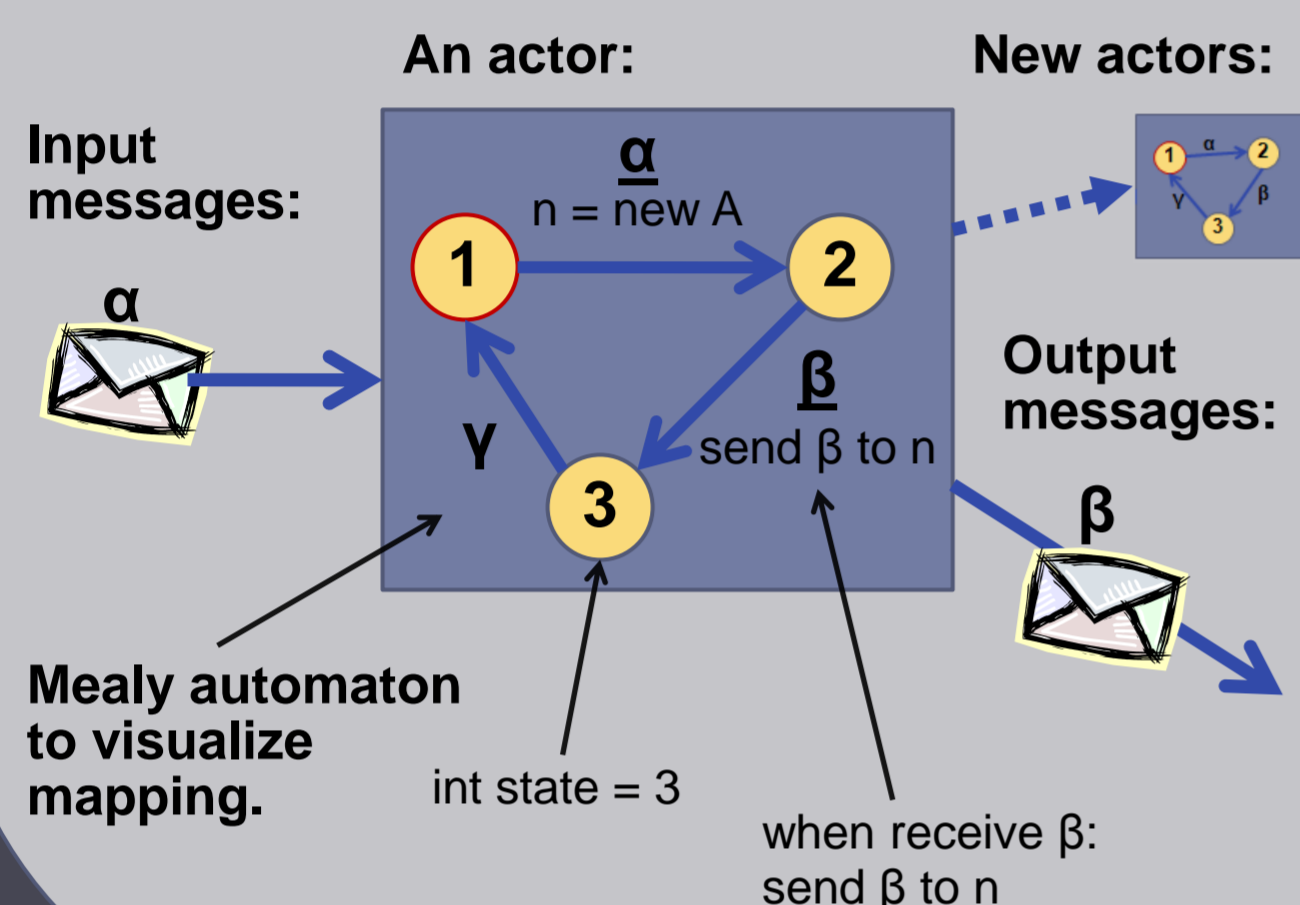 An actor:
New actors:
Input
messages:
α
α
n = new A
1
2
β
send β to n
γ
3
1
α
2
β
γ
3
Output
messages:
β
Mealy automaton
to visualize
mapping.
int state = 3
when receive β:
send β to n